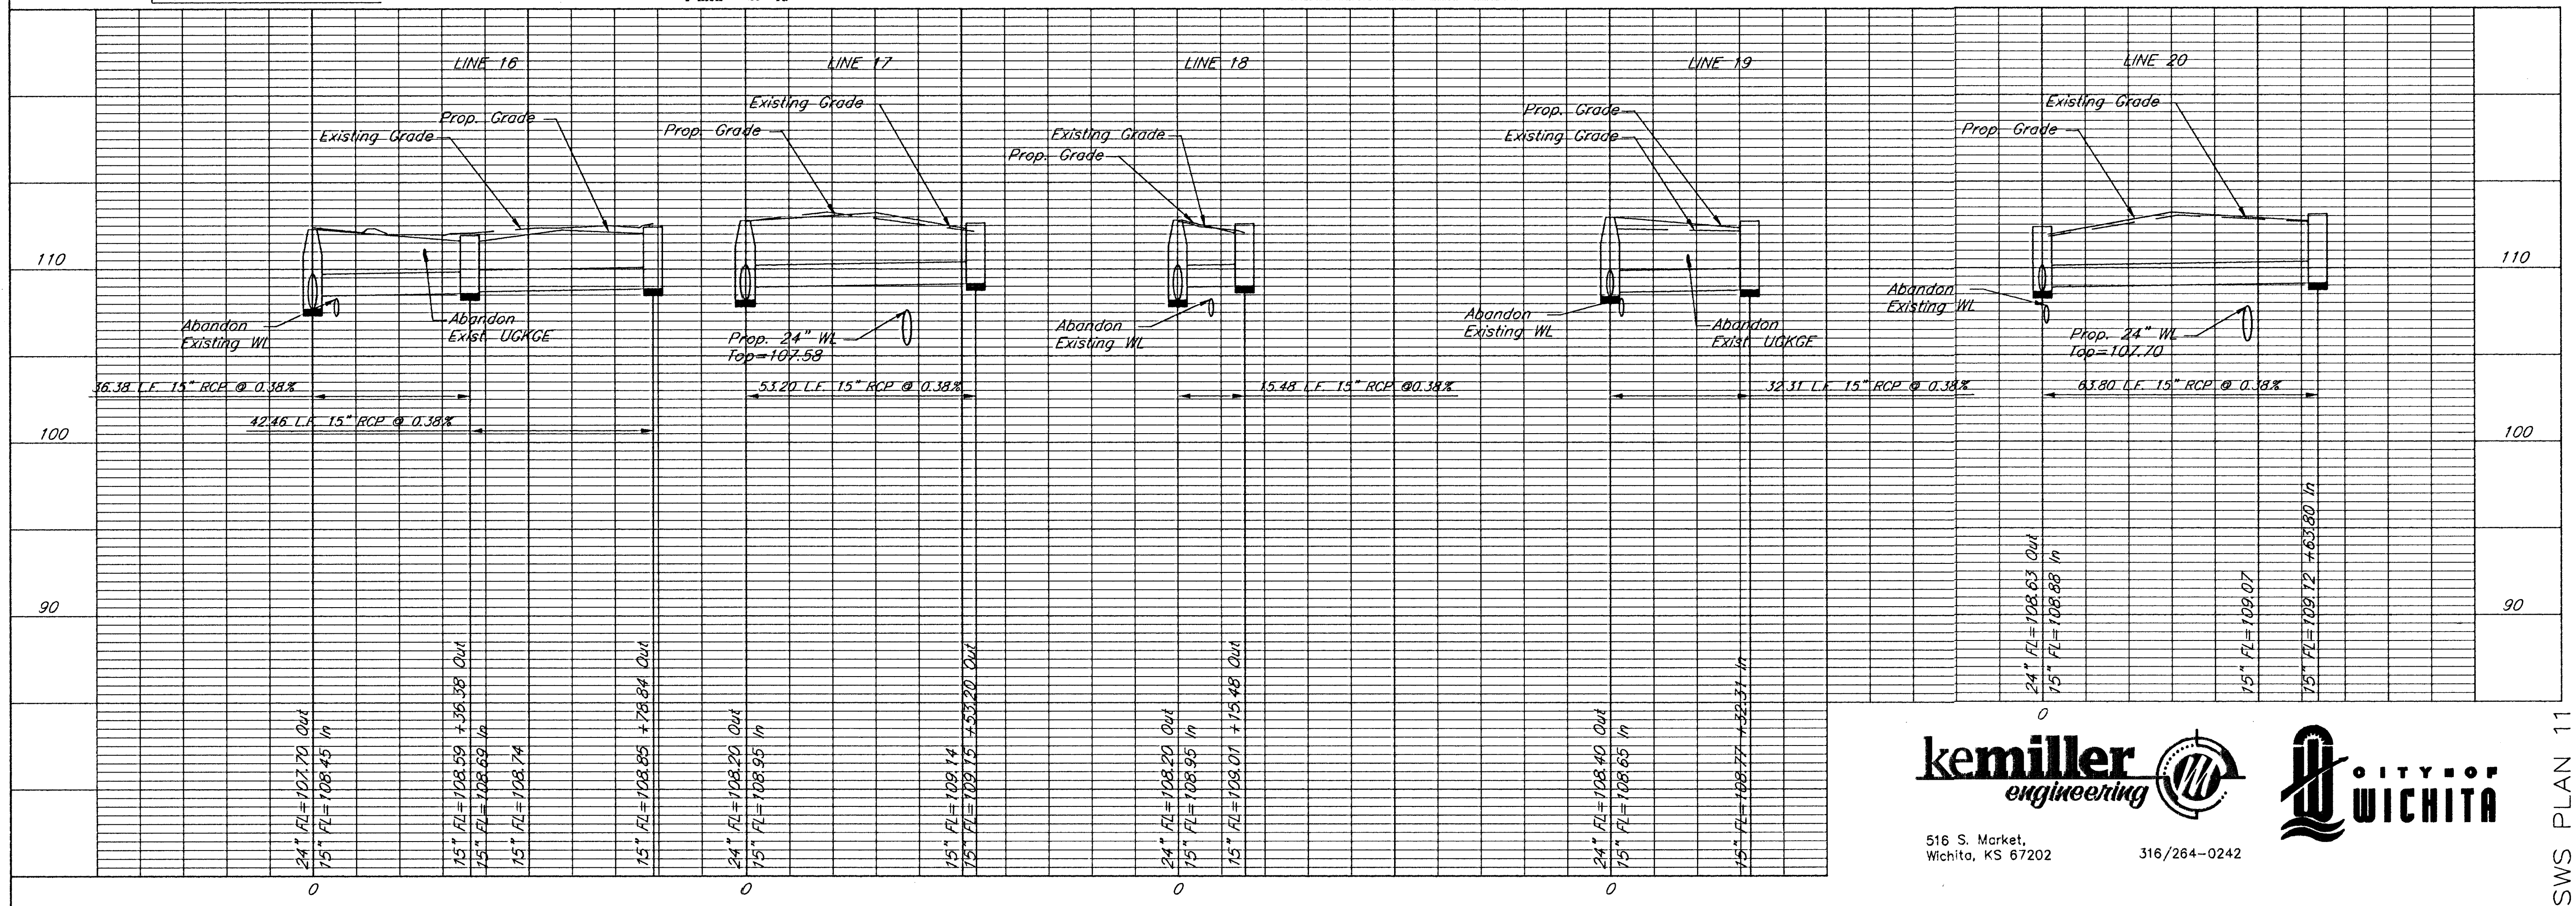 LINE 16
LINE 17
LINE 18
LINE 19
LINE 20
Existing Grade
Prop. Grade
Prop. Grade
Existing Grade
Existing Grade
Prop. Grade
Prop. Grade
Existing Grade
Existing Grade
Prop. Grade
110
110
Abandon
Existing WL
Abandon
Exist. UGKGE
Prop. 24" WL
Top=107.58
Abandon
Existing WL
Abandon
Existing WL
Abandon
Exist. UGKGE
Abandon
Existing WL
Prop. 24" WL
Top=107.70
36.38 L.F. 15" RCP @ 0.38%
42.46 L.F. 15" RCP @ 0.38%
53.20 L.F. 15" RCP @ 0.38%
15.48 L.F. 15" RCP @0.38%
32.31 L.F. 15" RCP @ 0.38%
63.80 L.F. 15" RCP @ 0.38%
100
100
90
90
24" FL=107.70 Out
15" FL=108.45 In
15" FL=108.59 +36.38 Out
15" FL=108.69 In
15" FL=108.74
15" FL=108.85 +78.84 Out
24" FL=108.20 Out
15" FL=108.95 In
15" FL=109.14
15" FL=109.15 +53.20 Out
24" FL=108.20 Out
15" FL=108.95 In
15" FL=109.01 +15.48 Out
24" FL=108.40 Out
15" FL=108.65 In
15" FL=108.77 +32.31 In
24" FL=108.63 Out
15" FL=108.88 In
15" FL=109.07
15" FL=109.12 +63.80 In
0
0
0
0
0
kemiller
engineering
516 S. Market,
Wichita, KS 67202
316/264-0242
CITY OF
WICHITA
SWS PLAN 11